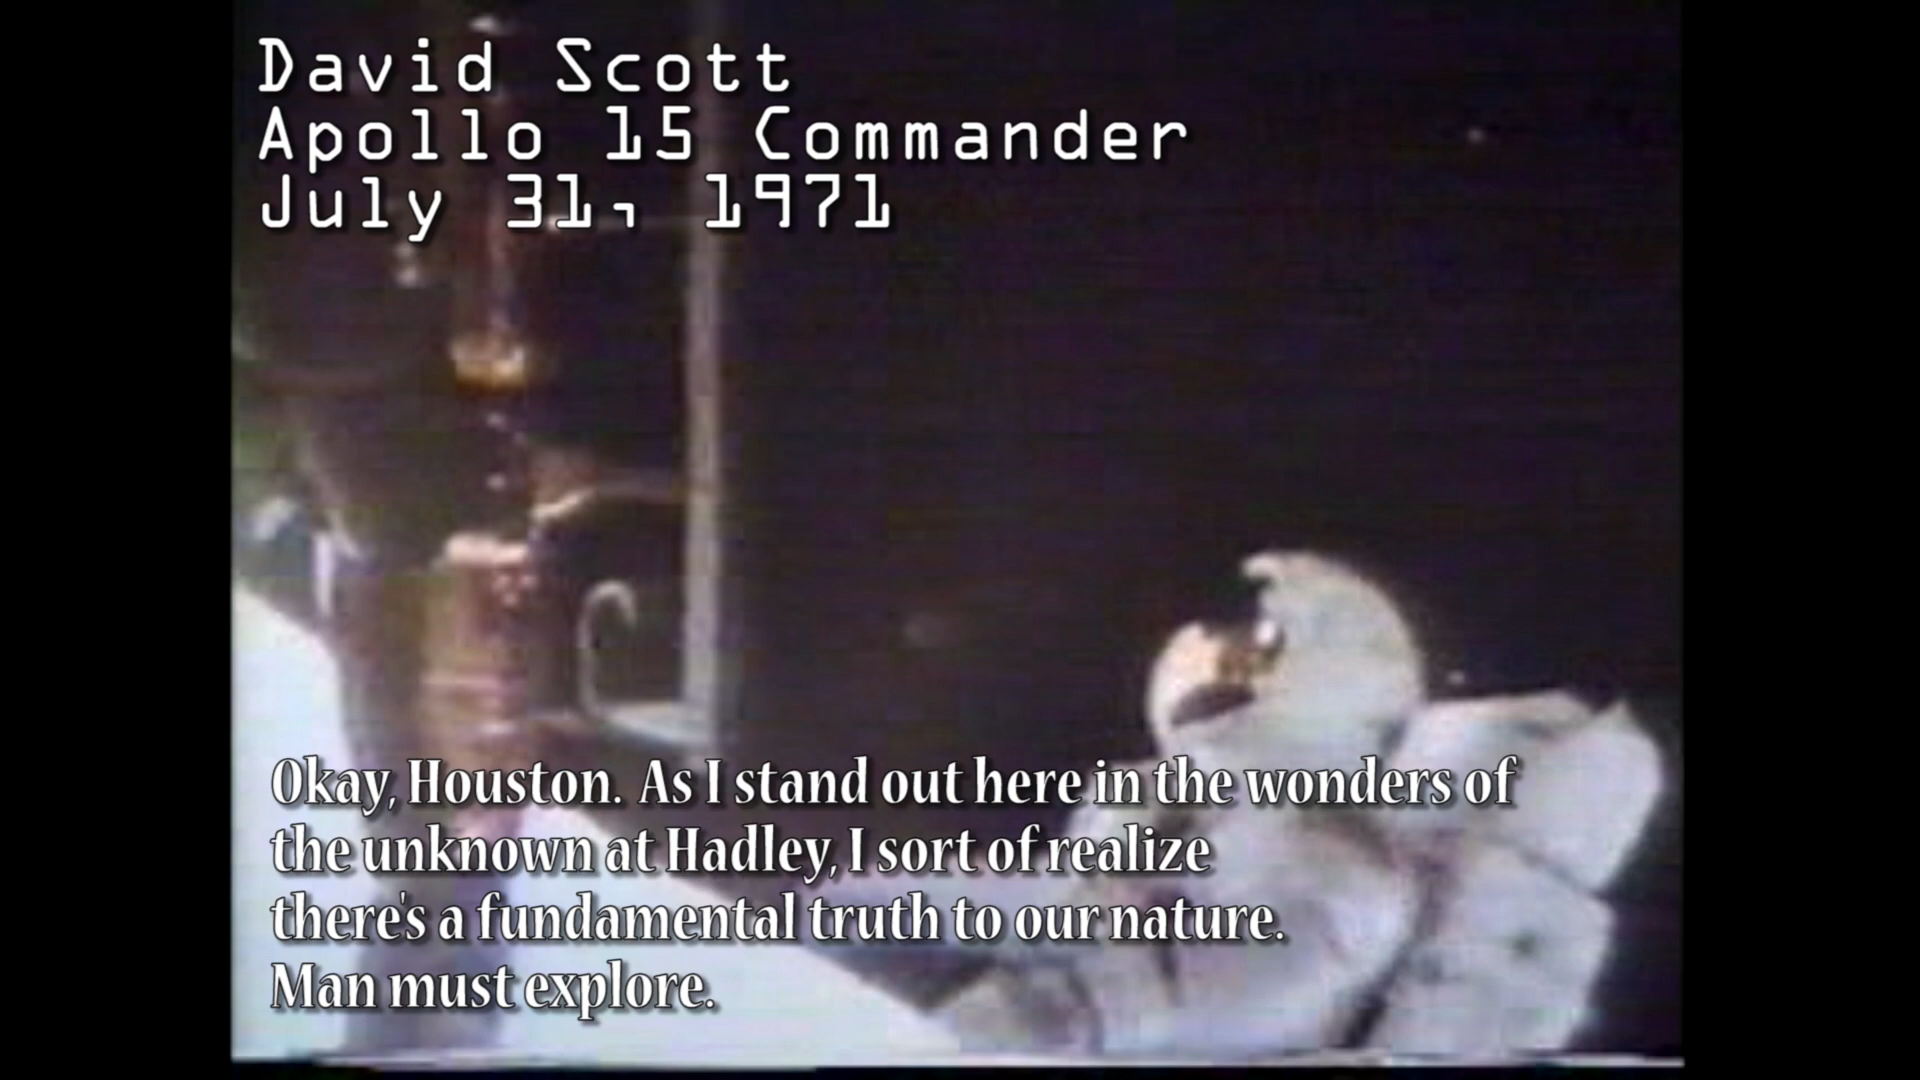 David Scott
Apollo 15 Commander
July 31, 1971
Okay, Houston. As I stand out here in the wonders of
the unknown at Hadley, I sort of realize
there's a fundamental truth to our nature.
Man must explore.